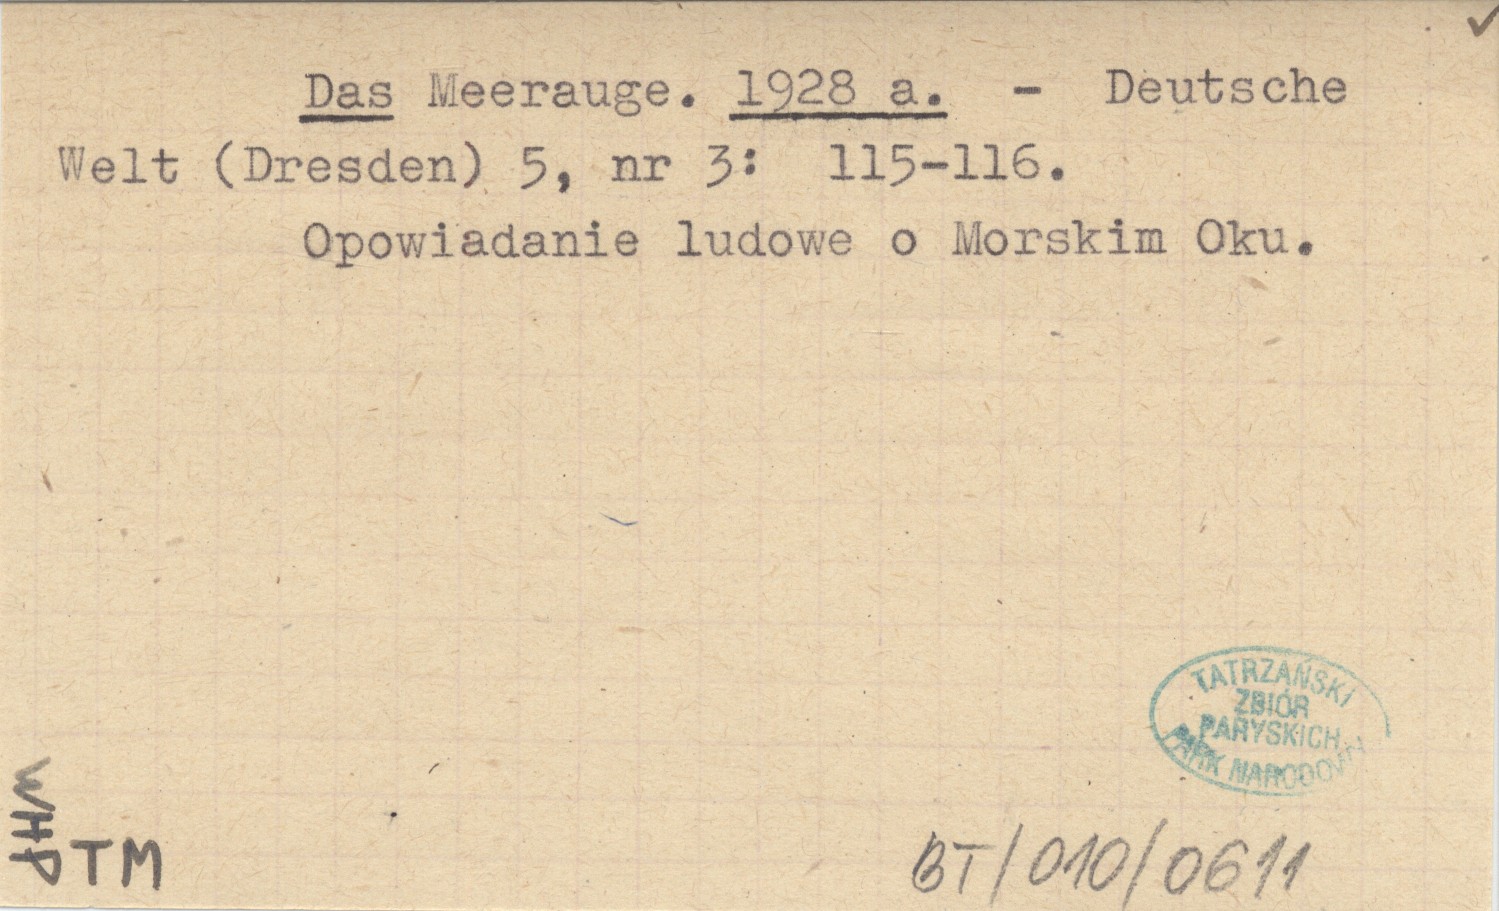 Das Meerauge. 1928 a. - Deutsche
Welt (Dresden) 5, nr 3: 115-116.
Opowiadanie ludowe o Morskim Oku.
TATRZAŃSKI
ZBIÓR
PARYSKICH
PARK NARODOWY
WHP
TM
BT/010/0611